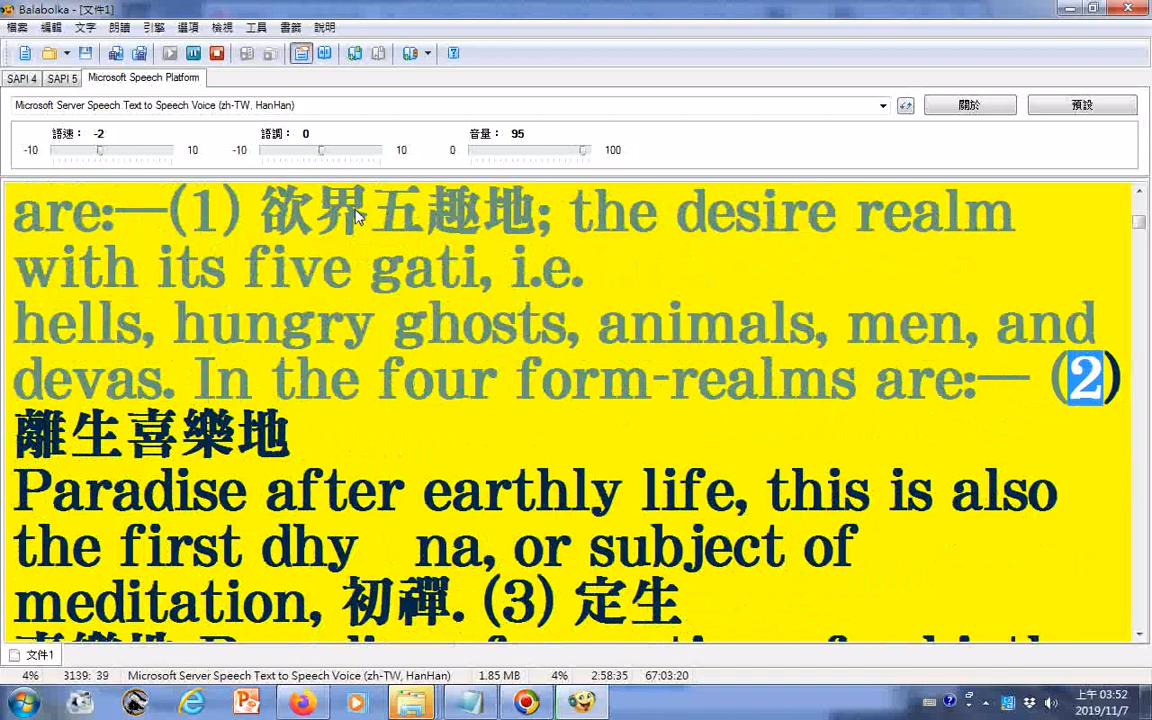 Balabolka - [文件1]
檔案 編輯 文字 朗讀 引擎 選項 檢視 工具 書籤 說明
SAPI 4 SAPI 5 Microsoft Speech Platform
Microsoft Server Speech Text to Speech Voice (zh-TW, HanHan) 關於 預設
語速： -2 語調： 0 音量： 95
-10 10 -10 10 0 100
are:—(1) 欲界五趣地; the desire realm
with its five gati, i.e.
hells, hungry ghosts, animals, men, and
devas. In the four form-realms are:— (2)
離生喜樂地
Paradise after earthly life, this is also
the first dhy na, or subject of
meditation, 初禪. (3) 定生
文件1
4% 3139: 39 Microsoft Server Speech Text to Speech Voice (zh-TW, HanHan) 1.85 MB 4% 2:58:35 67:03:20
上午 03:52
2019/11/7